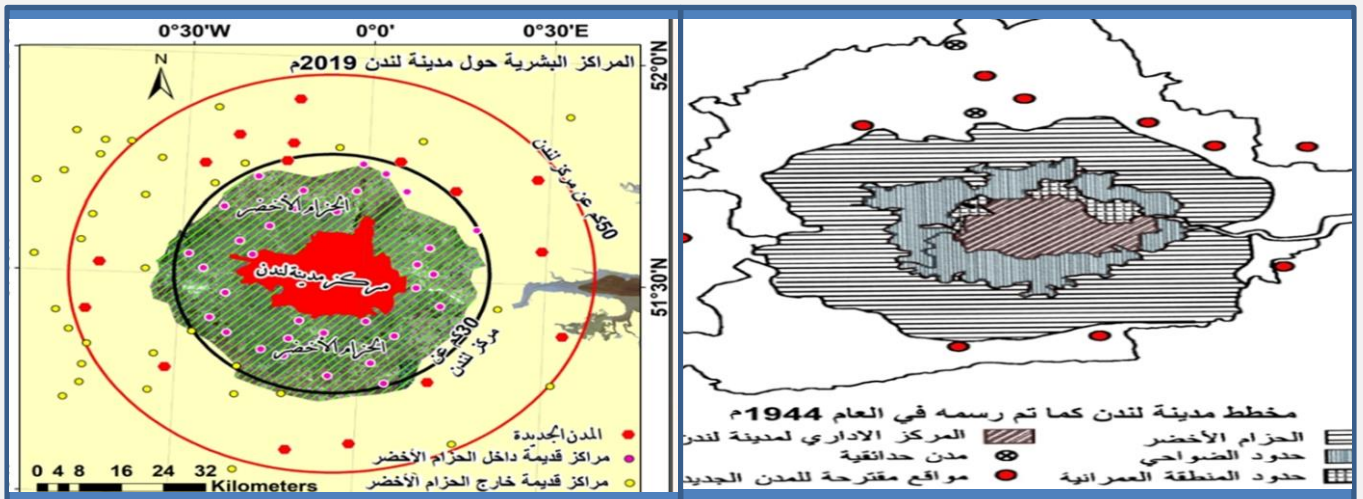 0°30'W 0°0' 0°30'E
52°0'N
51°30'N
N
المراكز البشرية حول مدينة لندن 2019م
50كم عن مركز لندن
الحزام الأخضر
مركز مدينة لندن
الحزام الأخضر
30كم عن
مركز لندن
المدن الجديدة
مراكز قديمة داخل الحزام الأخضر
مراكز قديمة خارج الحزام الأخضر
0 4 8 16 24 32
Kilometers
مخطط مدينة لندن كما تم رسمه في العام 1944م
الحزام الأخضر
المركز الاداري لمدينة لندن
حدود الضواحي
مدن حدائقية
حدود المنطقة العمرانية
مواقع مقترحة للمدن الجديد